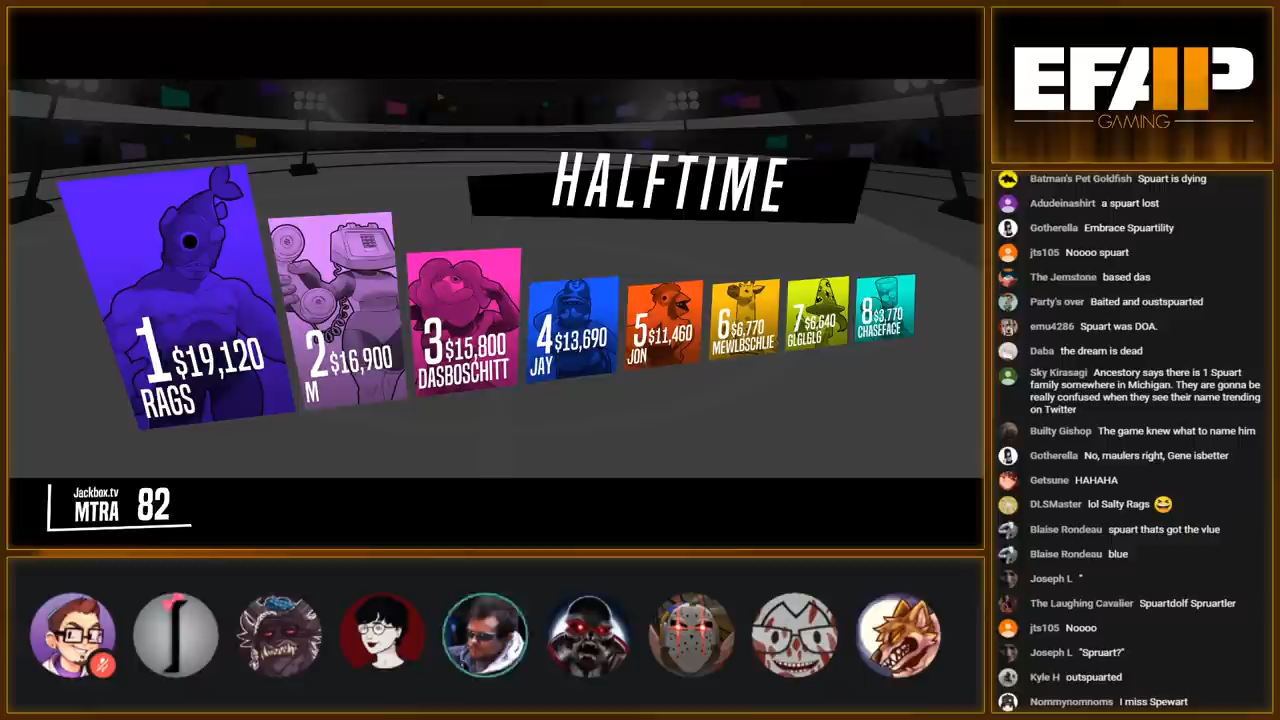 HALFTIME
1 $19,120
RAGS
2 $16,900
M
3 $15,800
DASBOSCHITT
4 $13,690
JAY
5 $11,460
JON
6 $6,770
MEWLBSCHLIE
7 $6,640
GLGLGLG
8 $3,770
CHASEFACE
Jackbox.tv
MTRA 82
EFAP
GAMING
Batman's Pet Goldfish Spuart is dying
Adudeinashirt a spuart lost
Gotherella Embrace Spuartility
jts105 Noooo spuart
The Jemstone based das
Party's over Baited and oustspuarted
emu4286 Spuart was DOA.
Daba the dream is dead
Sky Kirasagi Ancestory says there is 1 Spuart
family somewhere in Michigan. They are gonna be
really confused when they see their name trending
on Twitter
Builty Gishop The game knew what to name him
Gotherella No, maulers right, Gene isbetter
Getsune HAHAHA
DLSMaster lol Salty Rags 😆
Blaise Rondeau spuart thats got the vlue
Blaise Rondeau blue
Joseph L "
The Laughing Cavalier Spuartdolf Spruartler
jts105 Noooo
Joseph L "Spruart?"
Kyle H outspuarted
Nommynomnoms I miss Spewart